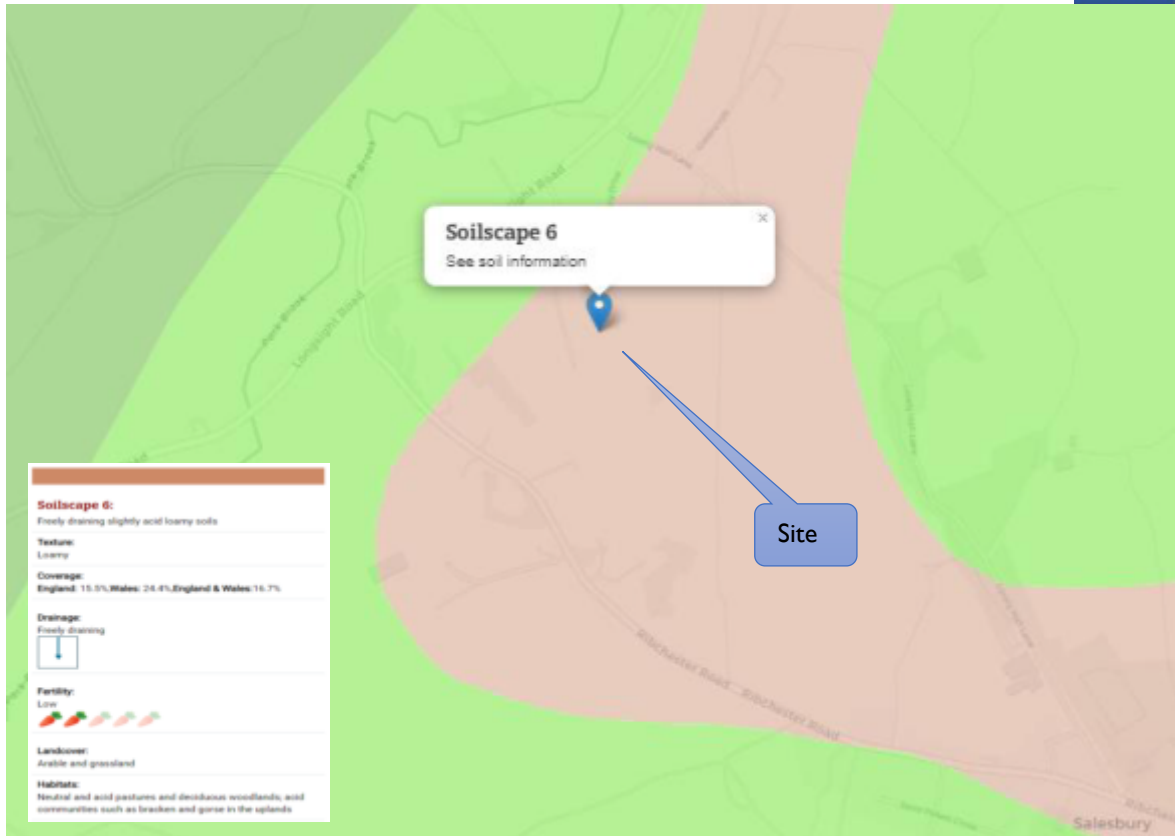 Soilscape 6
See soil information
Site
Longsight Road
Ribchester Road
Ribchester Road
Salesbury
Soilscape 6:
Freely draining slightly acid loamy soils
Texture:
Loamy
Coverage:
England: 15.5%,Wales: 24.4%,England & Wales:16.7%
Drainage:
Freely draining
Fertility:
Low
Landcover:
Arable and grassland
Habitats:
Neutral and acid pastures and deciduous woodlands; acid
communities such as bracken and gorse in the uplands